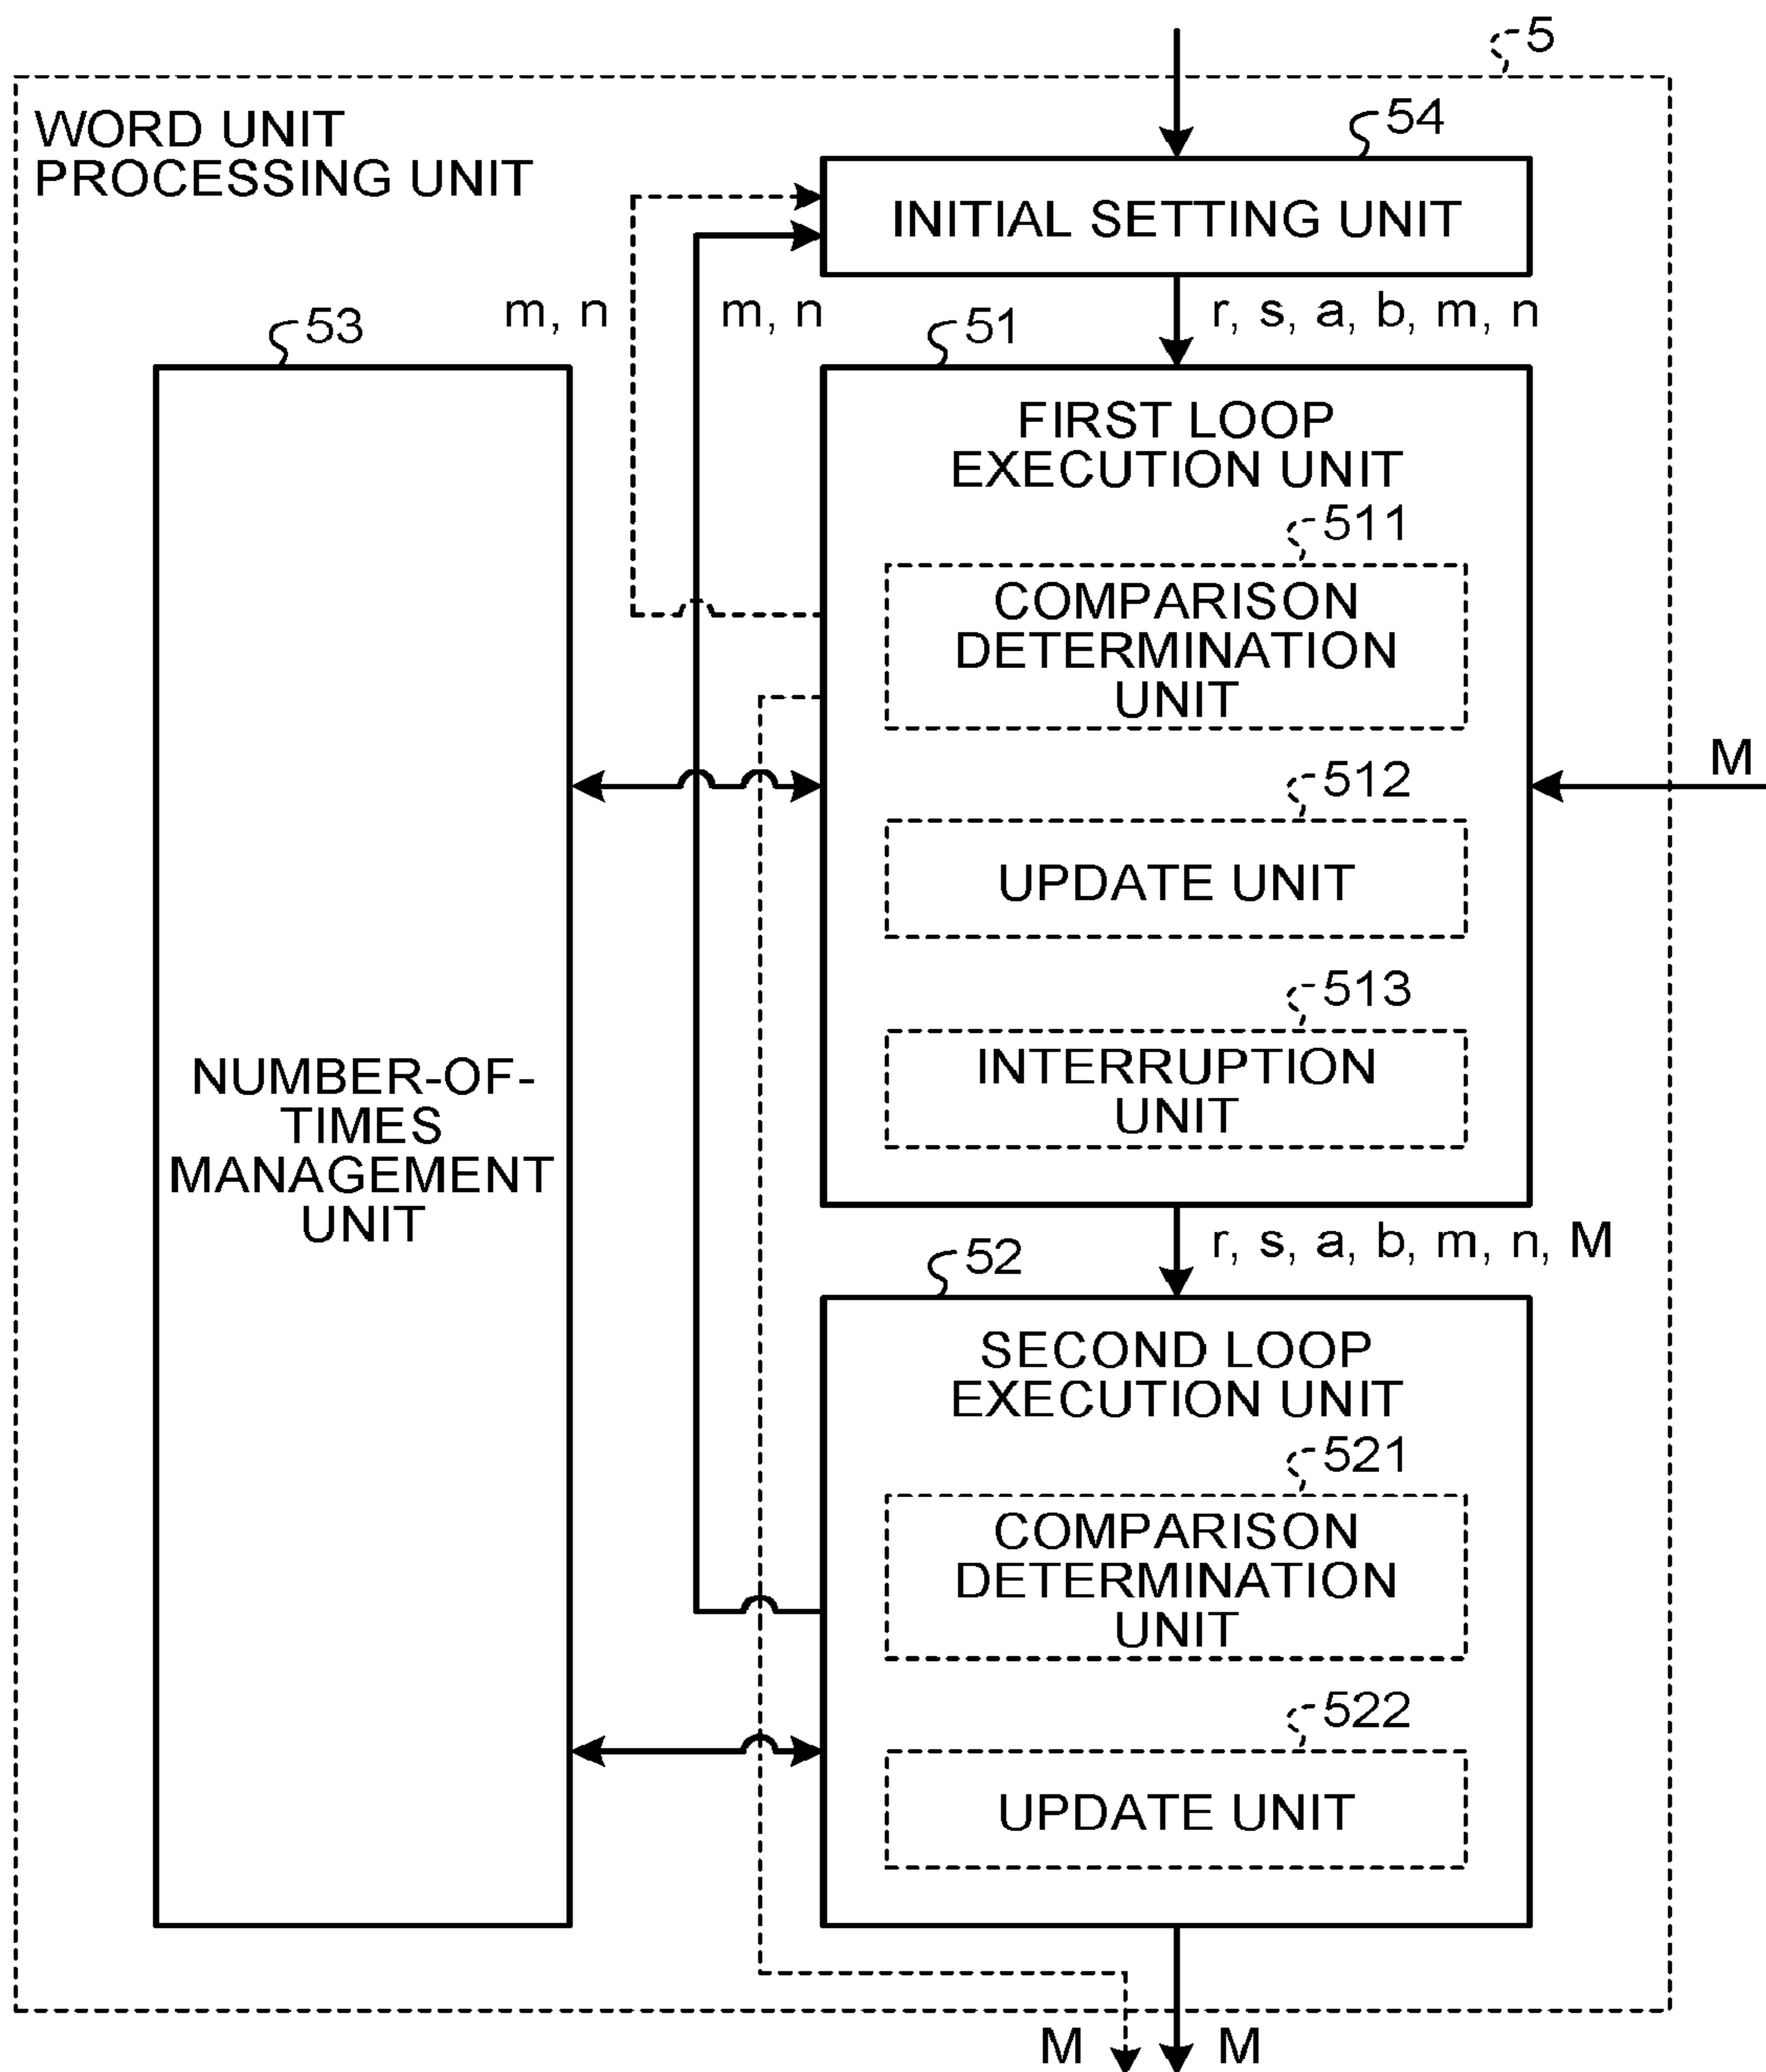 5
WORD UNIT
PROCESSING UNIT
54
INITIAL SETTING UNIT
m, n
m, n
r, s, a, b, m, n
53
51
FIRST LOOP
EXECUTION UNIT
511
COMPARISON
DETERMINATION
UNIT
M
512
UPDATE UNIT
513
INTERRUPTION
UNIT
NUMBER-OF-
TIMES
MANAGEMENT
UNIT
r, s, a, b, m, n, M
52
SECOND LOOP
EXECUTION UNIT
521
COMPARISON
DETERMINATION
UNIT
522
UPDATE UNIT
M
M